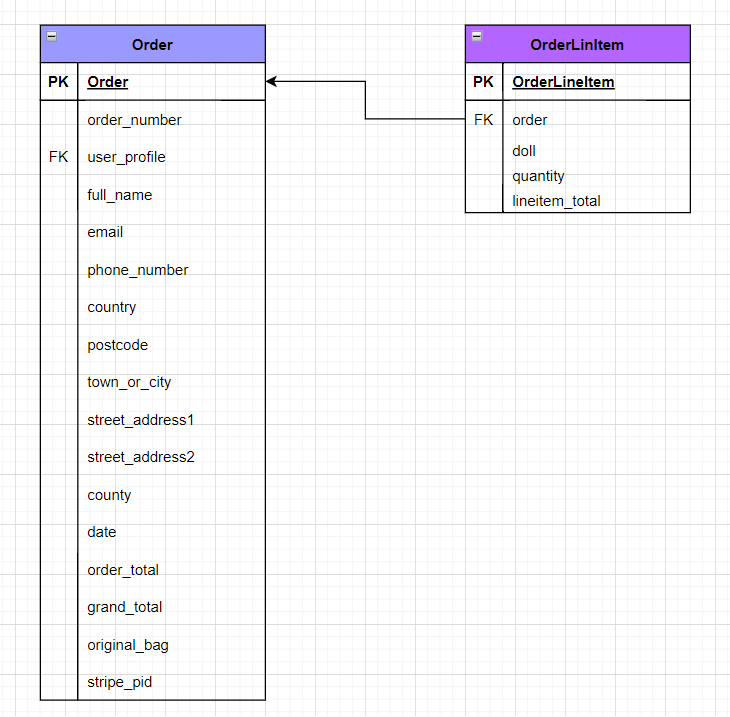 Order
PK Order
order_number
FK user_profile
full_name
email
phone_number
country
postcode
town_or_city
street_address1
street_address2
county
date
order_total
grand_total
original_bag
stripe_pid
OrderLinItem
PK OrderLineItem
FK order
doll
quantity
lineitem_total